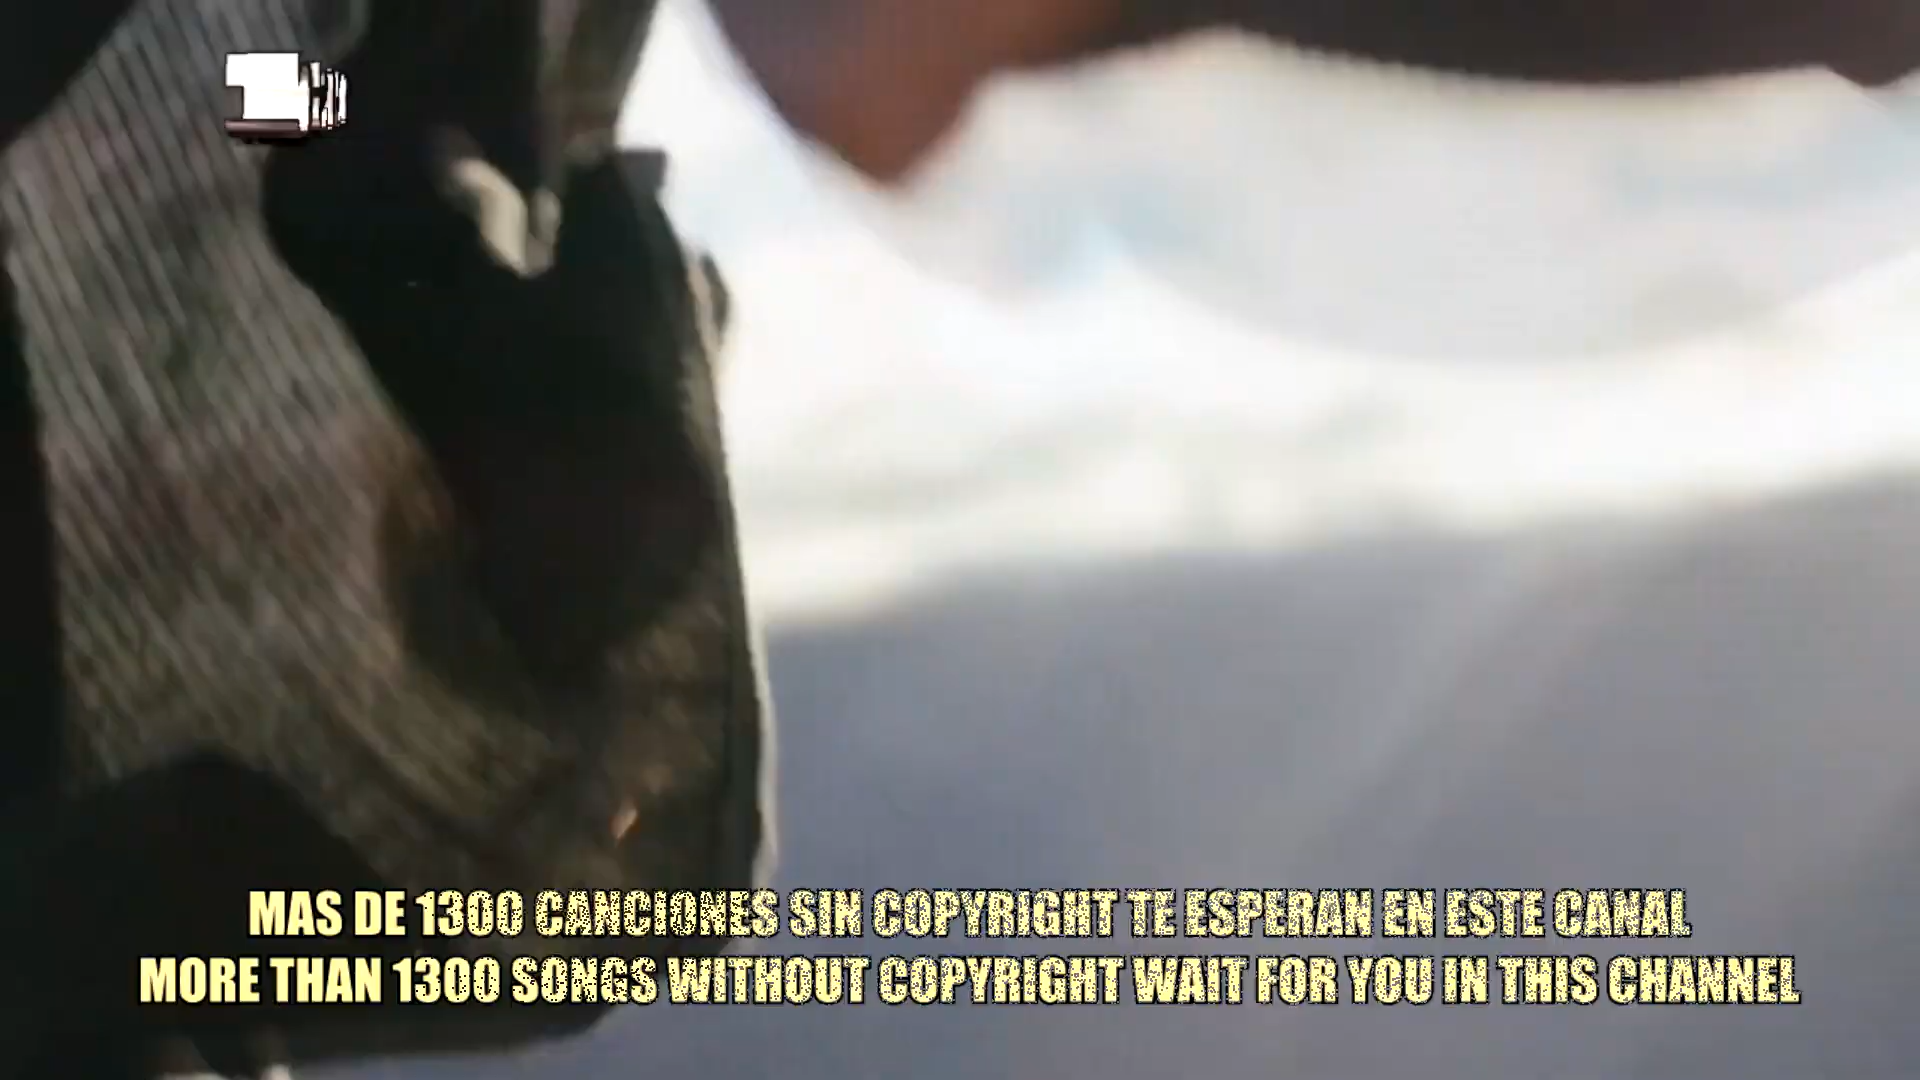 MAS DE 1300 CANCIONES SIN COPYRIGHT TE ESPERAN EN ESTE CANAL
MORE THAN 1300 SONGS WITHOUT COPYRIGHT WAIT FOR YOU IN THIS CHANNEL